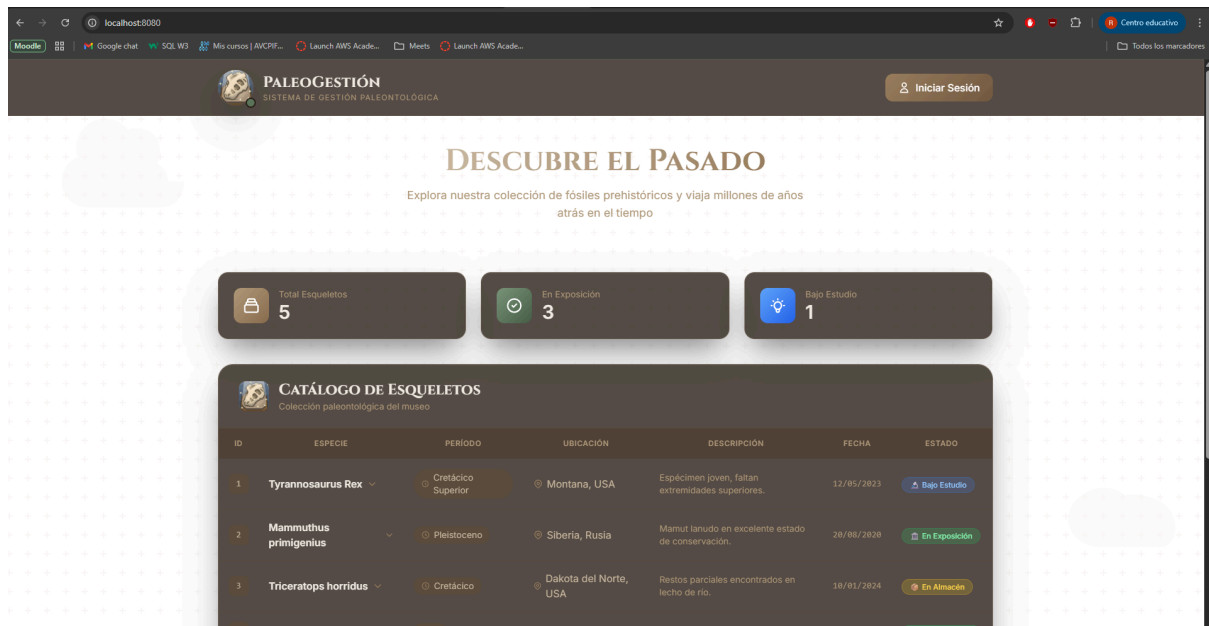 localhost:8080
Centro educativo
Moodle
Google chat
SQL W3
Mis cursos | AVCPIF...
Launch AWS Acade...
Meets
Launch AWS Acade...
Todos los marcadores
PaleoGestión
SISTEMA DE GESTIÓN PALEONTOLÓGICA
Iniciar Sesión
Descubre el Pasado
Explora nuestra colección de fósiles prehistóricos y viaja millones de años
atrás en el tiempo
Total Esqueletos
5
En Exposición
3
Bajo Estudio
1
Catálogo de Esqueletos
Colección paleontológica del museo
ID ESPECIE PERÍODO UBICACIÓN DESCRIPCIÓN FECHA ESTADO
1 Tyrannosaurus Rex Cretácico Superior Montana, USA Espécimen joven, faltan extremidades superiores. 12/05/2023 Bajo Estudio
2 Mammuthus primigenius Pleistoceno Siberia, Rusia Mamut lanudo en excelente estado de conservación. 20/08/2020 En Exposición
3 Triceratops horridus Cretácico Dakota del Norte, USA Restos parciales encontrados en lecho de río. 10/01/2024 En Almacén